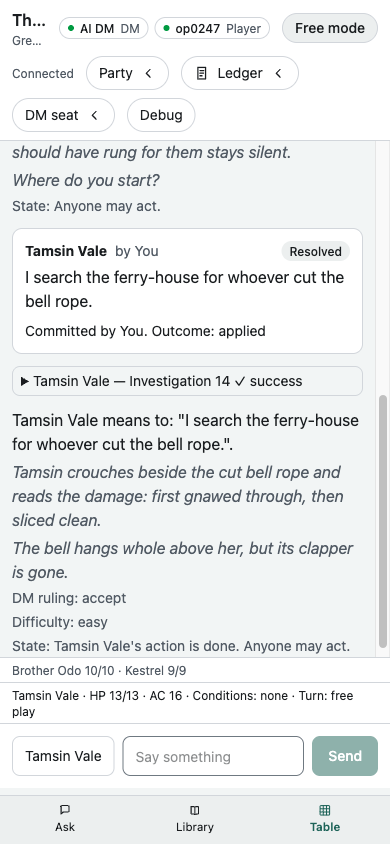 Th...
Gre...
AI DM DM
op0247 Player
Free mode
Connected
Party
Ledger
DM seat
Debug
should have rung for them stays silent.
Where do you start?
State: Anyone may act.
Tamsin Vale by You
Resolved
I search the ferry-house for whoever cut the
bell rope.
Committed by You. Outcome: applied
Tamsin Vale — Investigation 14 ✓ success
Tamsin Vale means to: "I search the ferry-house
for whoever cut the bell rope.".
Tamsin crouches beside the cut bell rope and
reads the damage: first gnawed through, then
sliced clean.
The bell hangs whole above her, but its clapper
is gone.
DM ruling: accept
Difficulty: easy
State: Tamsin Vale's action is done. Anyone may act.
Brother Odo 10/10 · Kestrel 9/9
Tamsin Vale · HP 13/13 · AC 16 · Conditions: none · Turn: free
play
Tamsin Vale
Say something
Send
Ask
Library
Table